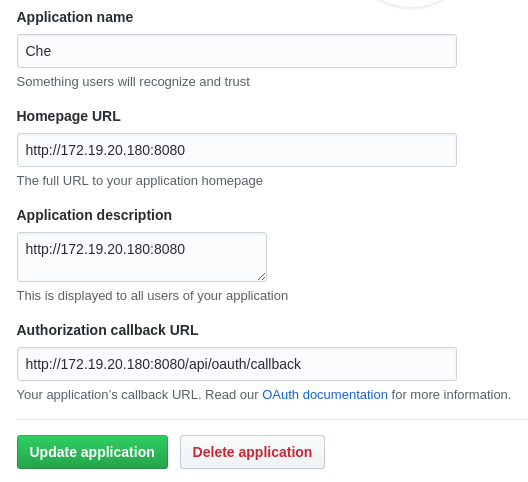 Application name
Che
Something users will recognize and trust
Homepage URL
http://172.19.20.180:8080
The full URL to your application homepage
Application description
http://172.19.20.180:8080
This is displayed to all users of your application
Authorization callback URL
http://172.19.20.180:8080/api/oauth/callback
Your application’s callback URL. Read our OAuth documentation for more information.
Update application Delete application